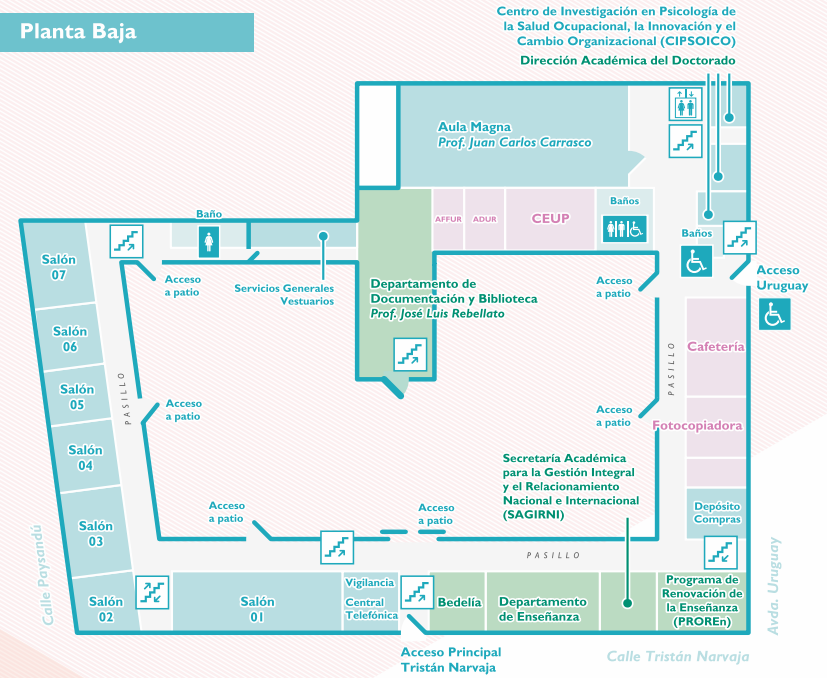 Planta Baja
Centro de Investigación en Psicología de
la Salud Ocupacional, la Innovación y el
Cambio Organizacional (CIPSOICO)
Dirección Académica del Doctorado
Aula Magna
Prof. Juan Carlos Carrasco
AFFUR
ADUR
CEUP
Baños
Baño
Baños
Salón
07
Acceso
a patio
Servicios Generales
Vestuarios
Departamento de
Documentación y Biblioteca
Prof. José Luis Rebellato
Acceso
a patio
Acceso
Uruguay
Salón
06
Salón
05
PASILLO
Acceso
a patio
Acceso
a patio
PASILLO
Cafetería
Fotocopiadora
Salón
04
Secretaría Académica
para la Gestión Integral
y el Relacionamiento
Nacional e Internacional
(SAGIRNI)
Salón
03
Acceso
a patio
Acceso
a patio
Depósito
Compras
PASILLO
Calle Paysandú
Avda. Uruguay
Salón
02
Salón
01
Vigilancia
Central
Telefónica
Bedelía
Departamento
de Enseñanza
Programa de
Renovación de
la Enseñanza
(PROREn)
Acceso Principal
Tristán Narvaja
Calle Tristán Narvaja